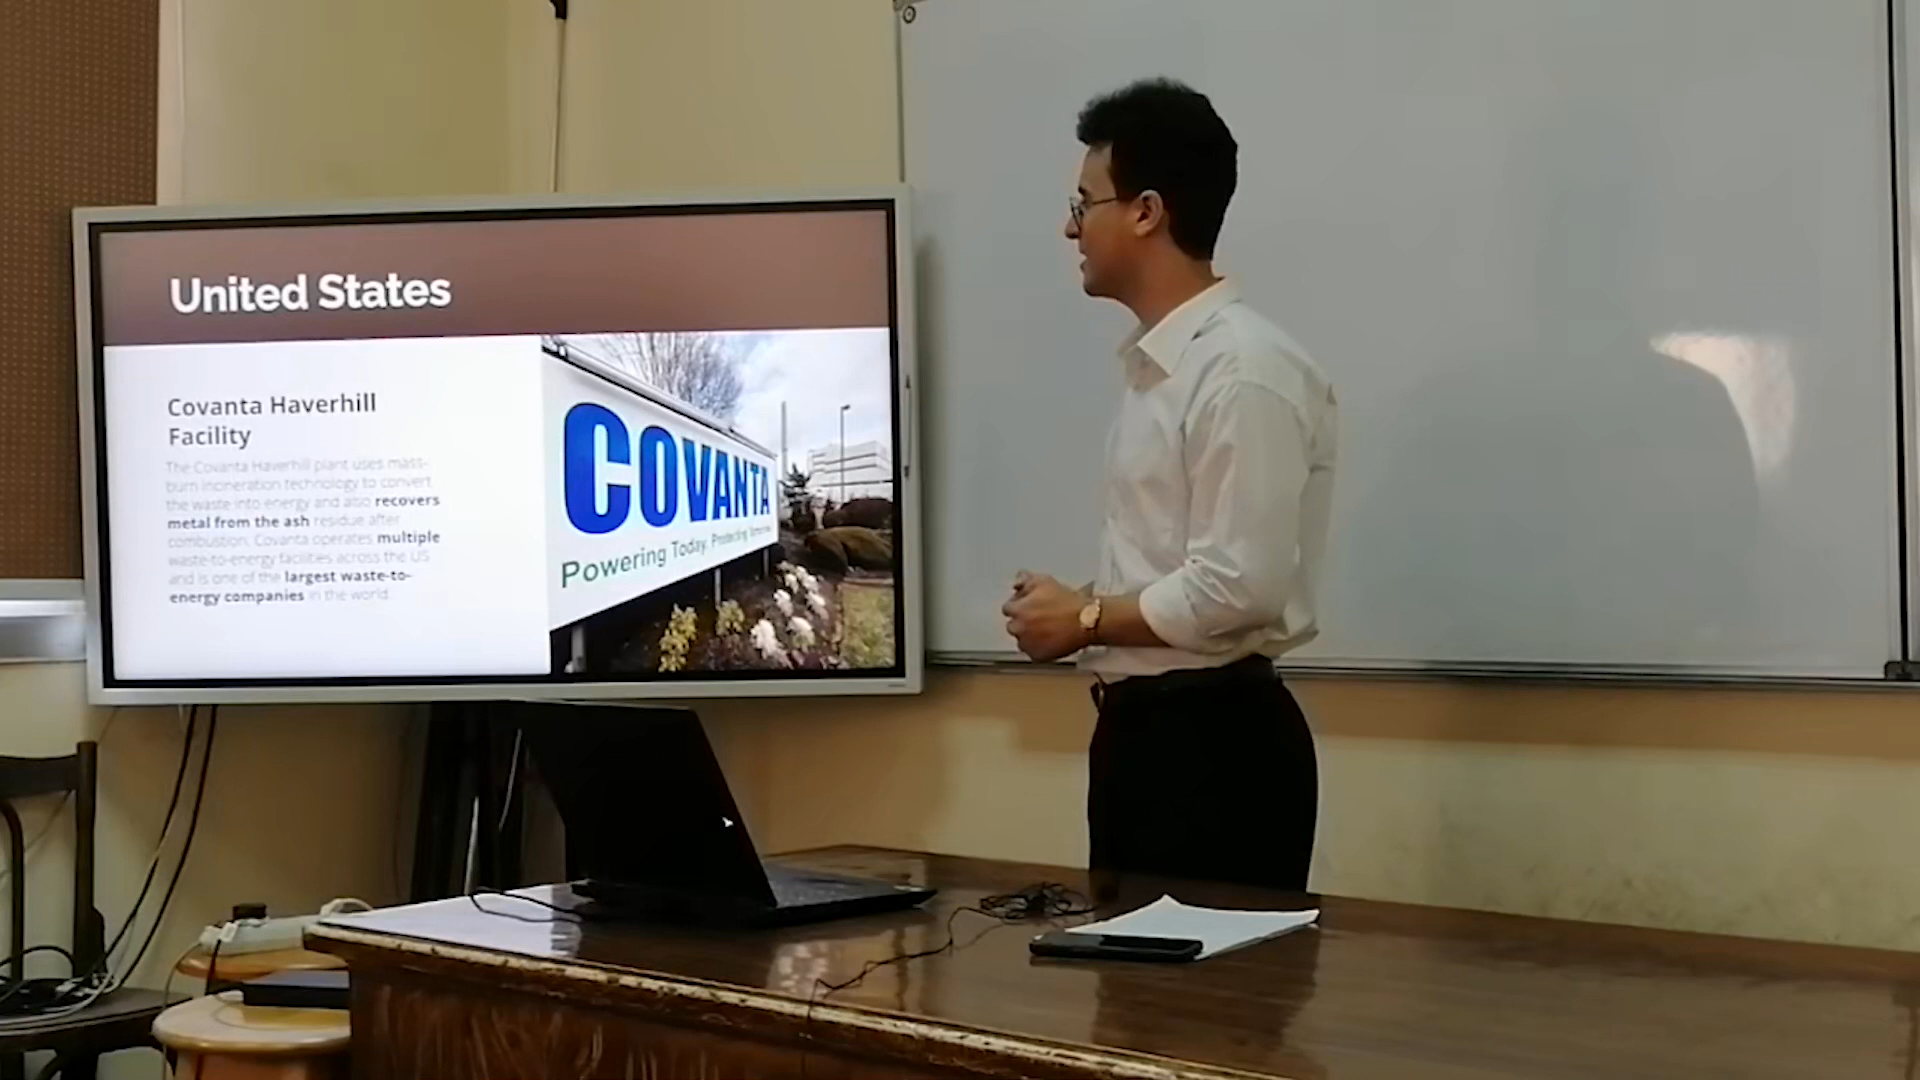 United States
Covanta Haverhill
Facility
The Covanta Haverhill plant uses mass-
burn incineration technology to convert
the waste into energy and also recovers
metal from the ash residue after
combustion. Covanta operates multiple
waste-to-energy facilities across the US
and is one of the largest waste-to-
energy companies in the world.
COVANTA
Powering Today. Protecting Tomorrow.